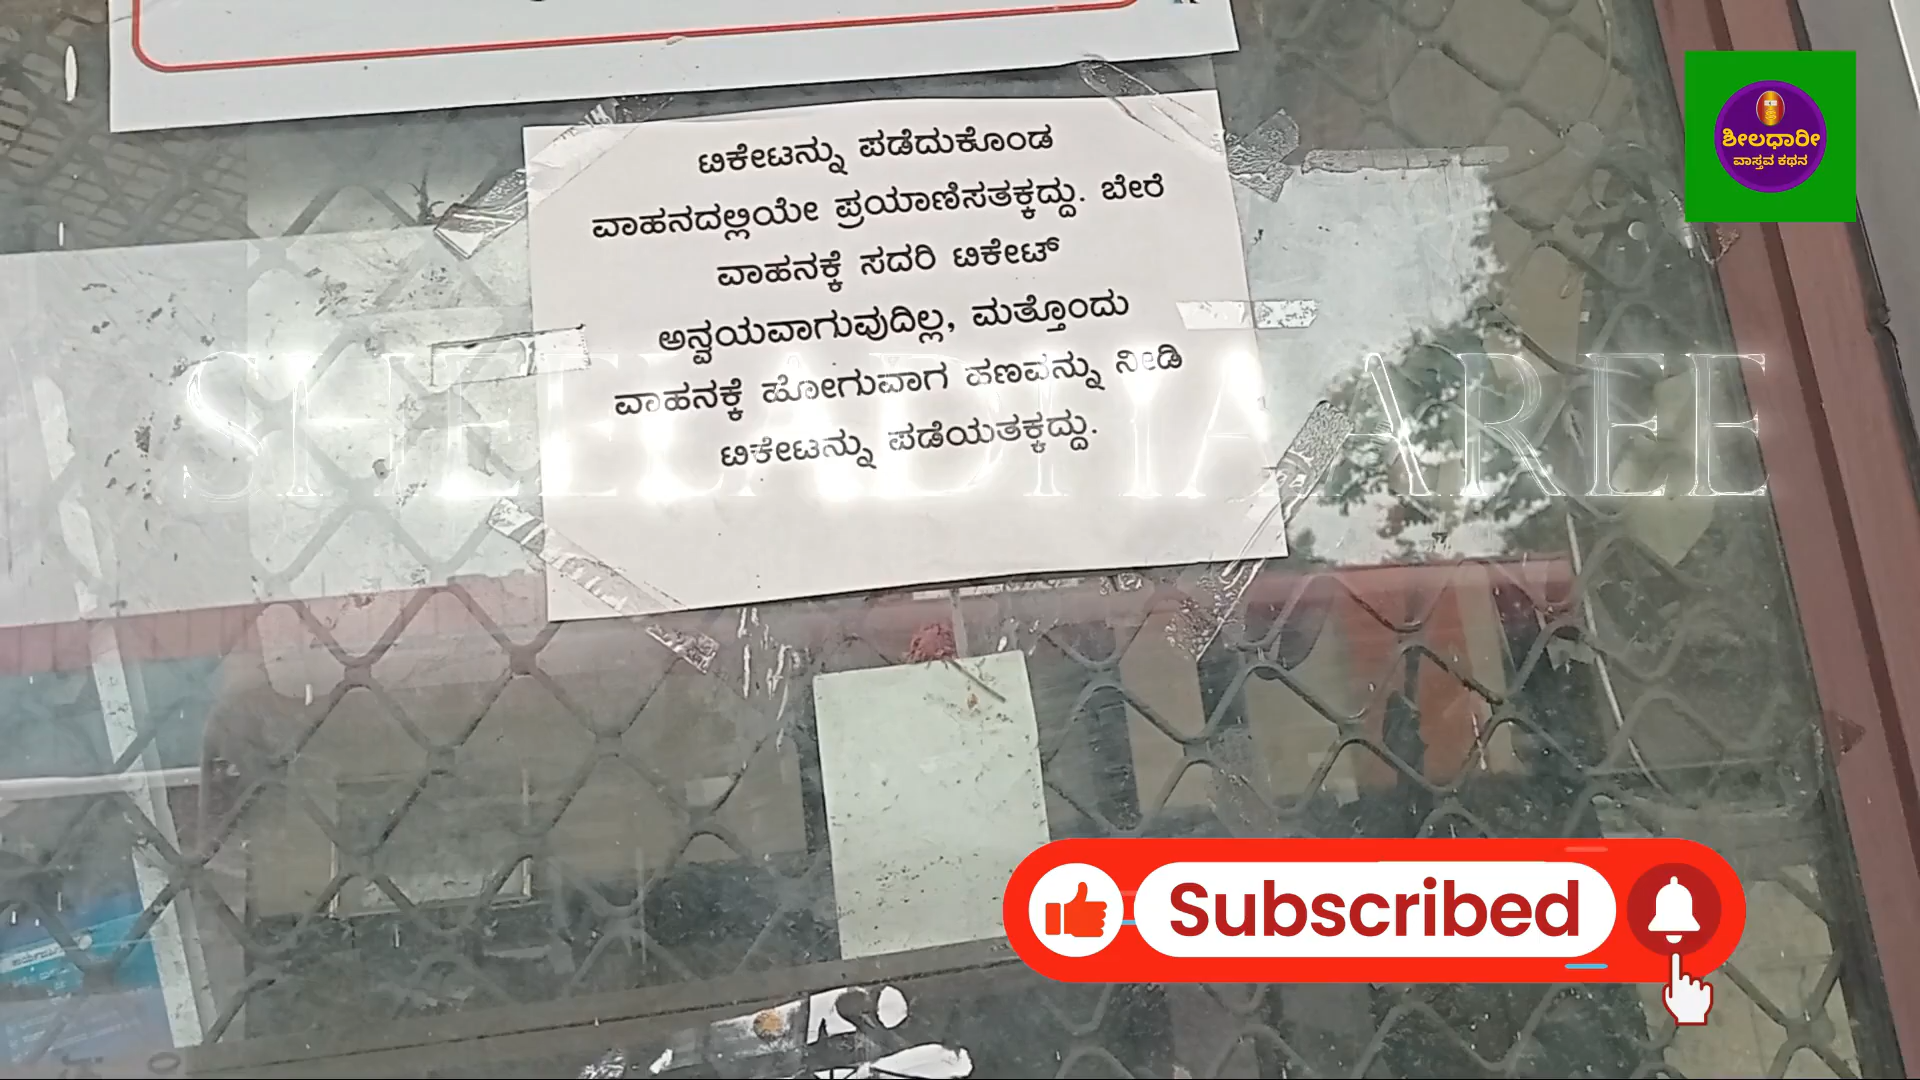 ಟಿಕೇಟನ್ನು ಪಡೆದುಕೊಂಡ
ವಾಹನದಲ್ಲಿಯೇ ಪ್ರಯಾಣಿಸತಕ್ಕದ್ದು. ಬೇರೆ
ವಾಹನಕ್ಕೆ ಸದರಿ ಟಿಕೇಟ್
ಅನ್ವಯವಾಗುವುದಿಲ್ಲ, ಮತ್ತೊಂದು
ವಾಹನಕ್ಕೆ ಹೋಗುವಾಗ ಹಣವನ್ನು ನೀಡಿ
ಟಿಕೇಟನ್ನು ಪಡೆಯತಕ್ಕದ್ದು.
ಶೀಲಧಾರೀ
ವಾಸ್ತವ ಕಥನ
SHEELADHAAREE
Subscribed